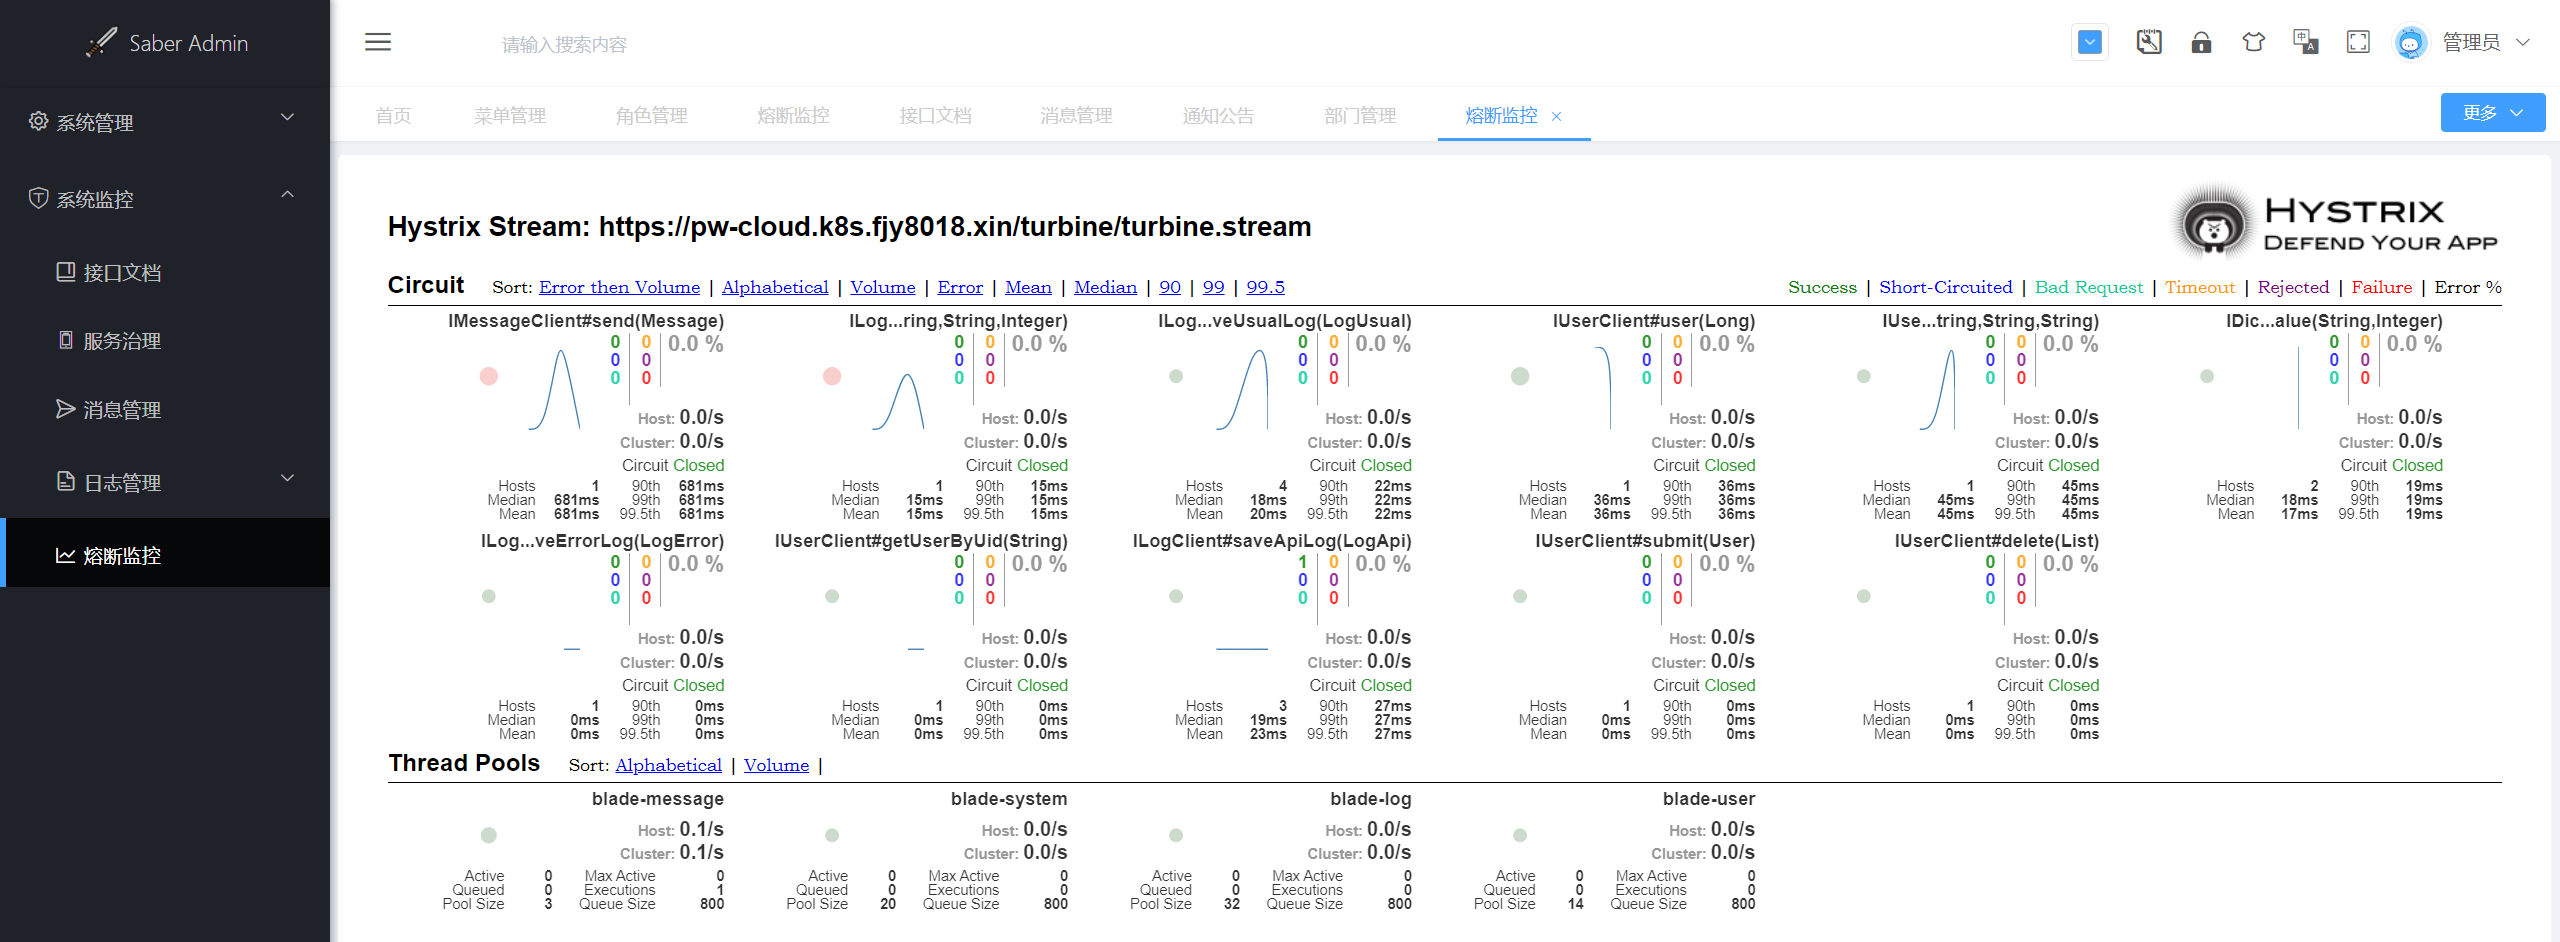 Saber Admin
请输入搜索内容
管理员
系统管理
系统监控
接口文档
服务治理
消息管理
日志管理
熔断监控
首页 菜单管理 角色管理 熔断监控 接口文档 消息管理 通知公告 部门管理 熔断监控 ×
更多
Hystrix Stream: https://pw-cloud.k8s.fjy8018.xin/turbine/turbine.stream
HYSTRIX
DEFEND YOUR APP
Circuit Sort: Error then Volume | Alphabetical | Volume | Error | Mean | Median | 90 | 99 | 99.5
Success | Short-Circuited | Bad Request | Timeout | Rejected | Failure | Error %
IMessageClient#send(Message)
0 0 0.0 %
0 0
0 0
Host: 0.0/s
Cluster: 0.0/s
Circuit Closed
Hosts 1 90th 681ms
Median 681ms 99th 681ms
Mean 681ms 99.5th 681ms
ILog...ring,String,Integer)
0 0 0.0 %
0 0
0 0
Host: 0.0/s
Cluster: 0.0/s
Circuit Closed
Hosts 1 90th 15ms
Median 15ms 99th 15ms
Mean 15ms 99.5th 15ms
ILog...veUsualLog(LogUsual)
0 0 0.0 %
0 0
0 0
Host: 0.0/s
Cluster: 0.0/s
Circuit Closed
Hosts 4 90th 22ms
Median 18ms 99th 22ms
Mean 20ms 99.5th 22ms
IUserClient#user(Long)
0 0 0.0 %
0 0
0 0
Host: 0.0/s
Cluster: 0.0/s
Circuit Closed
Hosts 1 90th 36ms
Median 36ms 99th 36ms
Mean 36ms 99.5th 36ms
IUse...tring,String,String)
0 0 0.0 %
0 0
0 0
Host: 0.0/s
Cluster: 0.0/s
Circuit Closed
Hosts 1 90th 45ms
Median 45ms 99th 45ms
Mean 45ms 99.5th 45ms
IDic...alue(String,Integer)
0 0 0.0 %
0 0
0 0
Host: 0.0/s
Cluster: 0.0/s
Circuit Closed
Hosts 2 90th 19ms
Median 18ms 99th 19ms
Mean 17ms 99.5th 19ms
ILog...veErrorLog(LogError)
0 0 0.0 %
0 0
0 0
Host: 0.0/s
Cluster: 0.0/s
Circuit Closed
Hosts 1 90th 0ms
Median 0ms 99th 0ms
Mean 0ms 99.5th 0ms
IUserClient#getUserByUid(String)
0 0 0.0 %
0 0
0 0
Host: 0.0/s
Cluster: 0.0/s
Circuit Closed
Hosts 1 90th 0ms
Median 0ms 99th 0ms
Mean 0ms 99.5th 0ms
ILogClient#saveApiLog(LogApi)
1 0 0.0 %
0 0
0 0
Host: 0.0/s
Cluster: 0.0/s
Circuit Closed
Hosts 3 90th 27ms
Median 19ms 99th 27ms
Mean 23ms 99.5th 27ms
IUserClient#submit(User)
0 0 0.0 %
0 0
0 0
Host: 0.0/s
Cluster: 0.0/s
Circuit Closed
Hosts 1 90th 0ms
Median 0ms 99th 0ms
Mean 0ms 99.5th 0ms
IUserClient#delete(List)
0 0 0.0 %
0 0
0 0
Host: 0.0/s
Cluster: 0.0/s
Circuit Closed
Hosts 1 90th 0ms
Median 0ms 99th 0ms
Mean 0ms 99.5th 0ms
Thread Pools Sort: Alphabetical | Volume |
blade-message
Host: 0.1/s
Cluster: 0.1/s
Active 0 Max Active 0
Queued 0 Executions 1
Pool Size 3 Queue Size 800
blade-system
Host: 0.0/s
Cluster: 0.0/s
Active 0 Max Active 0
Queued 0 Executions 0
Pool Size 20 Queue Size 800
blade-log
Host: 0.0/s
Cluster: 0.0/s
Active 0 Max Active 0
Queued 0 Executions 0
Pool Size 32 Queue Size 800
blade-user
Host: 0.0/s
Cluster: 0.0/s
Active 0 Max Active 0
Queued 0 Executions 0
Pool Size 14 Queue Size 800